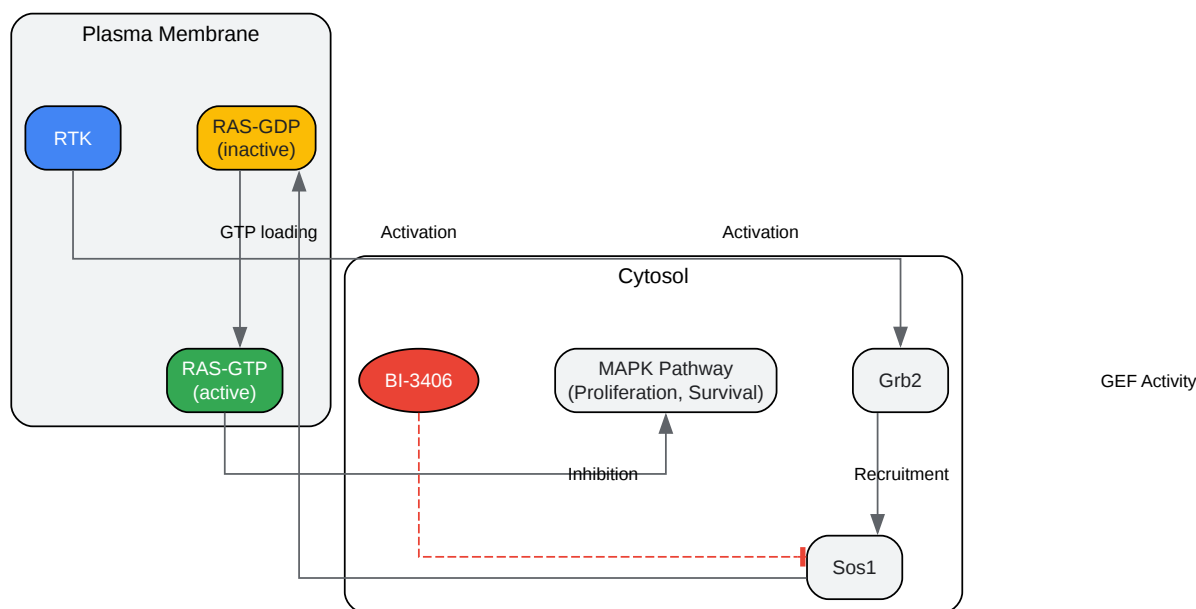 Plasma Membrane
RTK
RAS-GDP
(inactive)
GTP loading
Activation
Activation
Cytosol
RAS-GTP
(active)
BI-3406
MAPK Pathway
(Proliferation, Survival)
Grb2
GEF Activity
Inhibition
Recruitment
Sos1